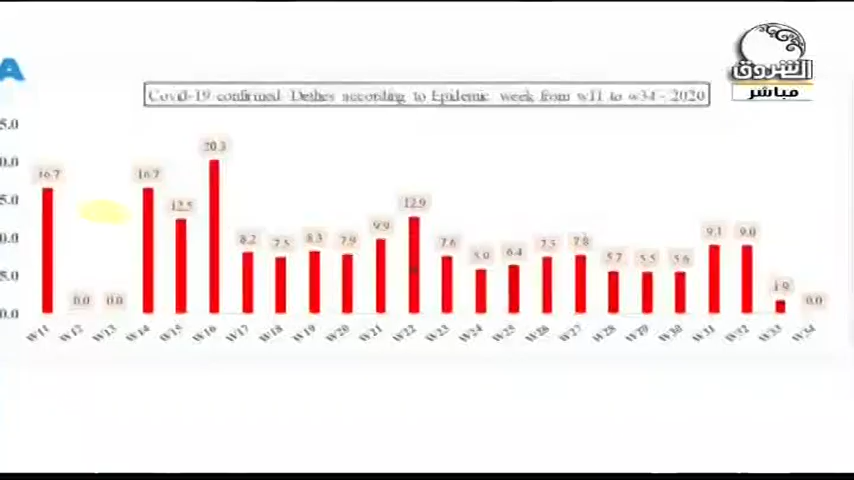 الشروق
مباشر
A
Covid-19 confirmed Dethes according to Epidemic week from w11 to w34 - 2020
5.0
0.0
5.0
0.0
5.0
0.0
16.7 0.0 0.0 16.7 12.5 20.3 8.2 7.5 8.3 7.9 9.9 12.9 7.6 5.9 6.4 7.5 7.8 5.7 5.5 5.6 9.1 9.0 1.9 0.0
W11 W12 W13 W14 W15 W16 W17 W18 W19 W20 W21 W22 W23 W24 W25 W26 W27 W28 W29 W30 W31 W32 W33 W34